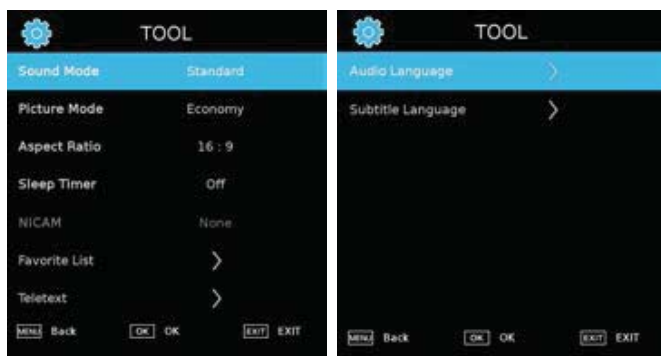 TOOL
Sound Mode Standard
Picture Mode Economy
Aspect Ratio 16 : 9
Sleep Timer Off
NICAM None
Favorite List >
Teletext >
MENU Back OK OK EXIT EXIT
TOOL
Audio Language >
Subtitle Language >
MENU Back OK OK EXIT EXIT